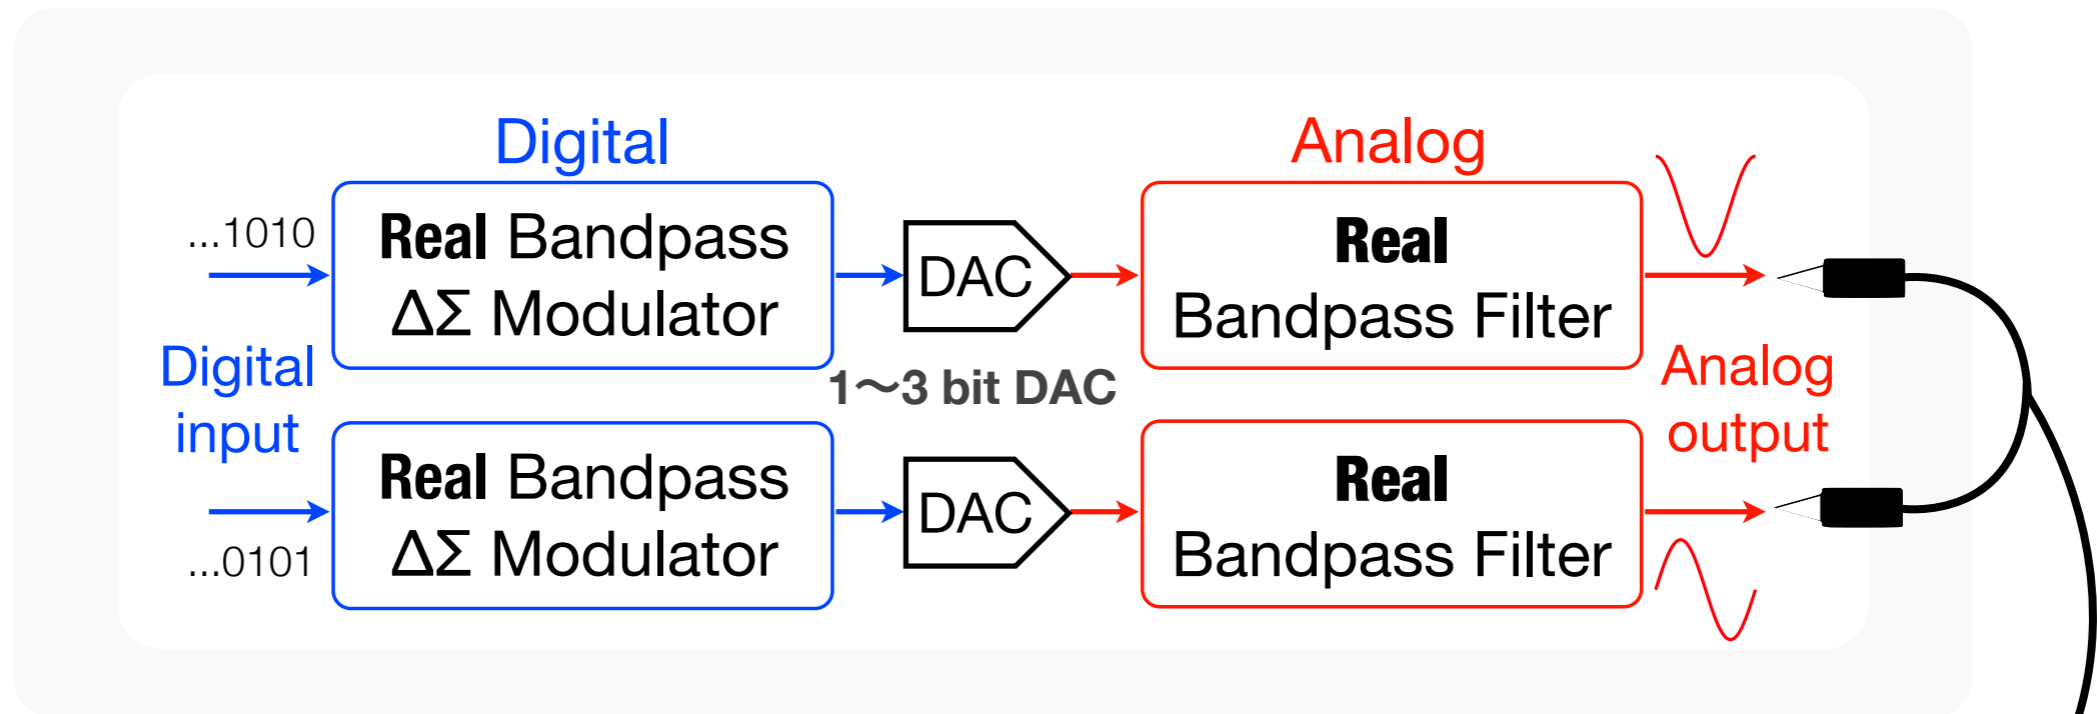 Digital
Analog
...1010
Real Bandpass
ΔΣ Modulator
DAC
Real
Bandpass Filter
Digital
input
1～3 bit DAC
Analog
output
...0101
Real Bandpass
ΔΣ Modulator
DAC
Real
Bandpass Filter